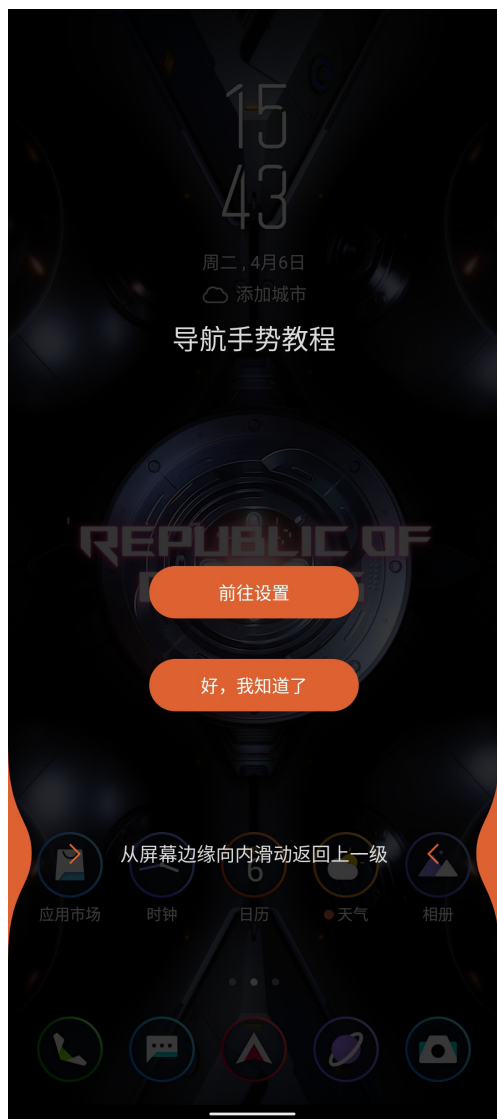 15
43
周二 , 4月6日
添加城市
导航手势教程
REPUBLIC OF
前往设置
好，我知道了
从屏幕边缘向内滑动返回上一级
6
应用市场
时钟
日历
天气
相册